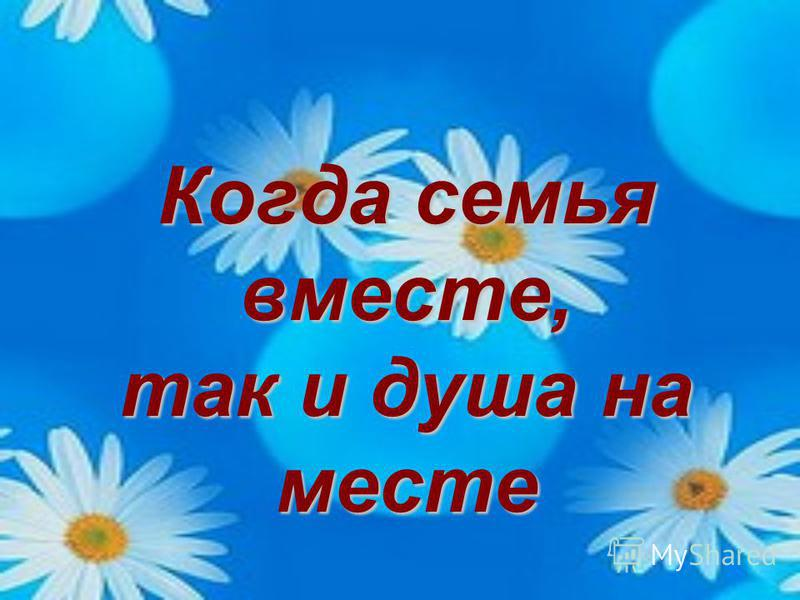 Когда семья
вместе,
так и душа на
месте
MyShared